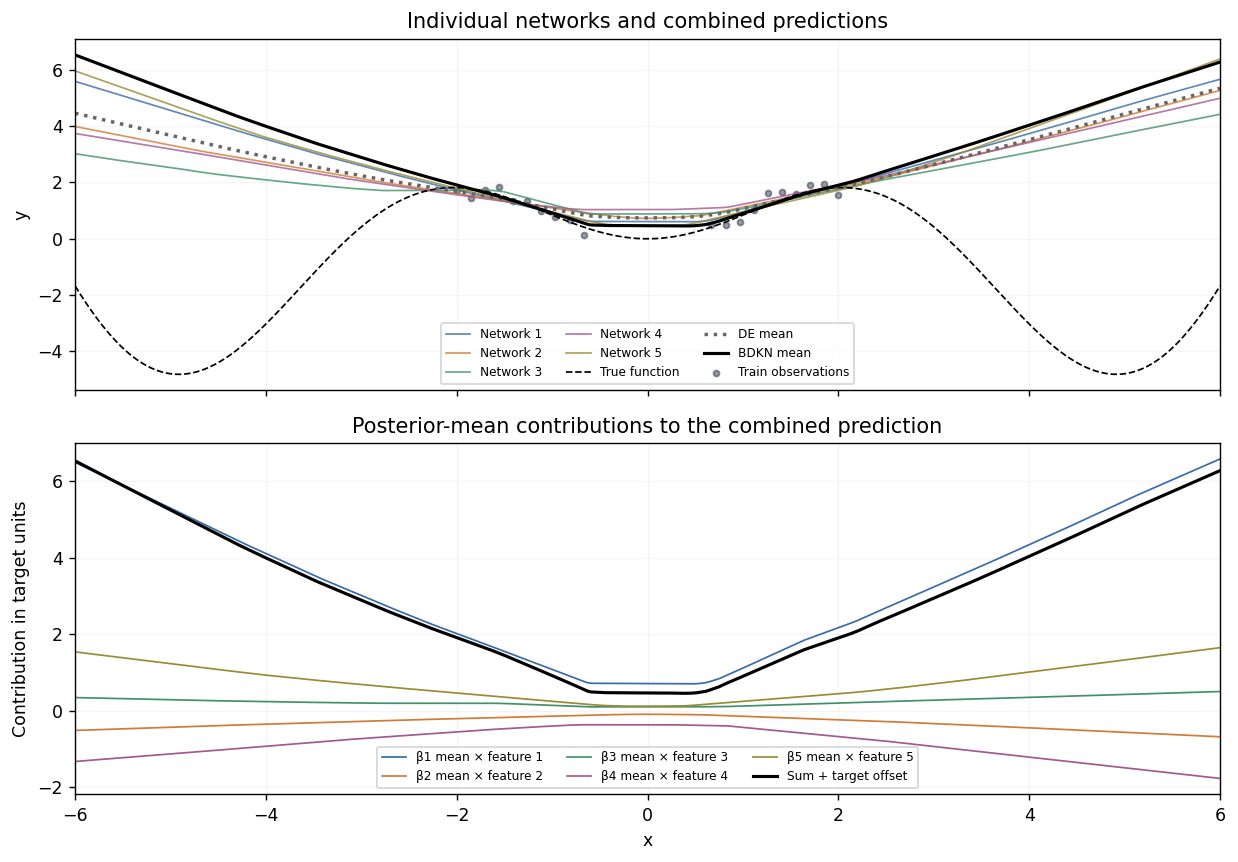 Individual networks and combined predictions
6
4
2
0
−2
−4
y
Network 1
Network 2
Network 3
Network 4
Network 5
True function
DE mean
BDKN mean
Train observations
Posterior-mean contributions to the combined prediction
6
4
2
0
−2
Contribution in target units
β1 mean × feature 1
β2 mean × feature 2
β3 mean × feature 3
β4 mean × feature 4
β5 mean × feature 5
Sum + target offset
−6 −4 −2 0 2 4 6
x